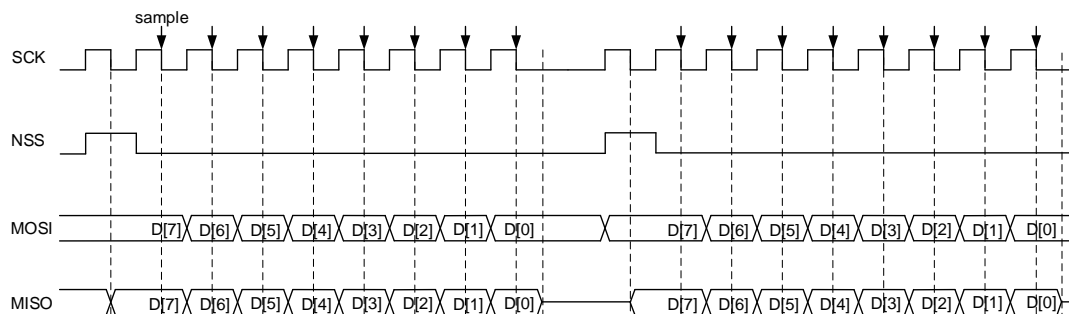 sample
SCK
NSS
MOSI D[7] D[6] D[5] D[4] D[3] D[2] D[1] D[0] D[7] D[6] D[5] D[4] D[3] D[2] D[1] D[0]
MISO D[7] D[6] D[5] D[4] D[3] D[2] D[1] D[0] D[7] D[6] D[5] D[4] D[3] D[2] D[1] D[0]